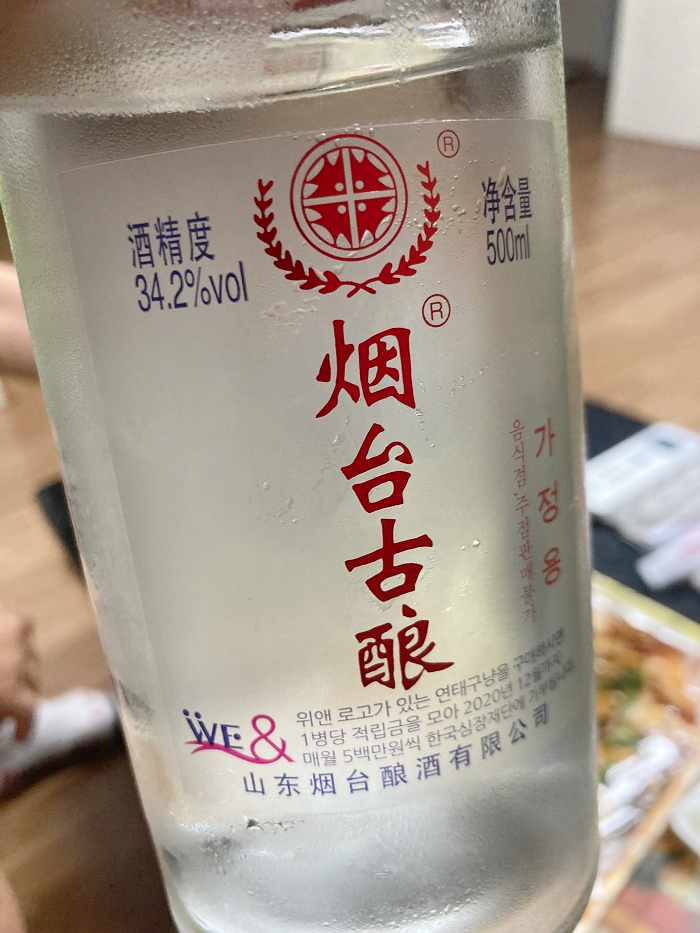 ®
酒精度
34.2%vol
净含量
500ml
烟台古酿®
가정용
음식점·주점판매불가
WE&
위앤 로고가 있는 연태구냥을 구매하시면
1병당 적립금을 모아 2020년 12월까지
매월 5백만원씩 한국심장재단에 기부됩니다.
山东烟台酿酒有限公司